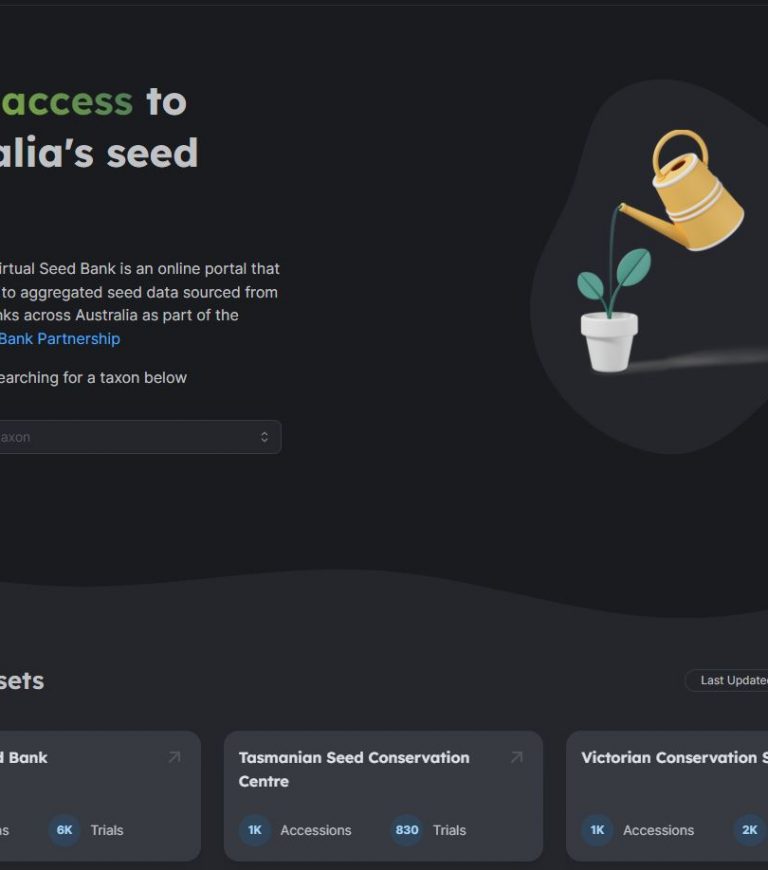 access to
alia's seed
irtual Seed Bank is an online portal that
to aggregated seed data sourced from
nks across Australia as part of the
Bank Partnership
earching for a taxon below
axon
sets
Last Updated
d Bank
Tasmanian Seed Conservation
Centre
Victorian Conservation S
ns
6K
Trials
1K
Accessions
830
Trials
1K
Accessions
2K